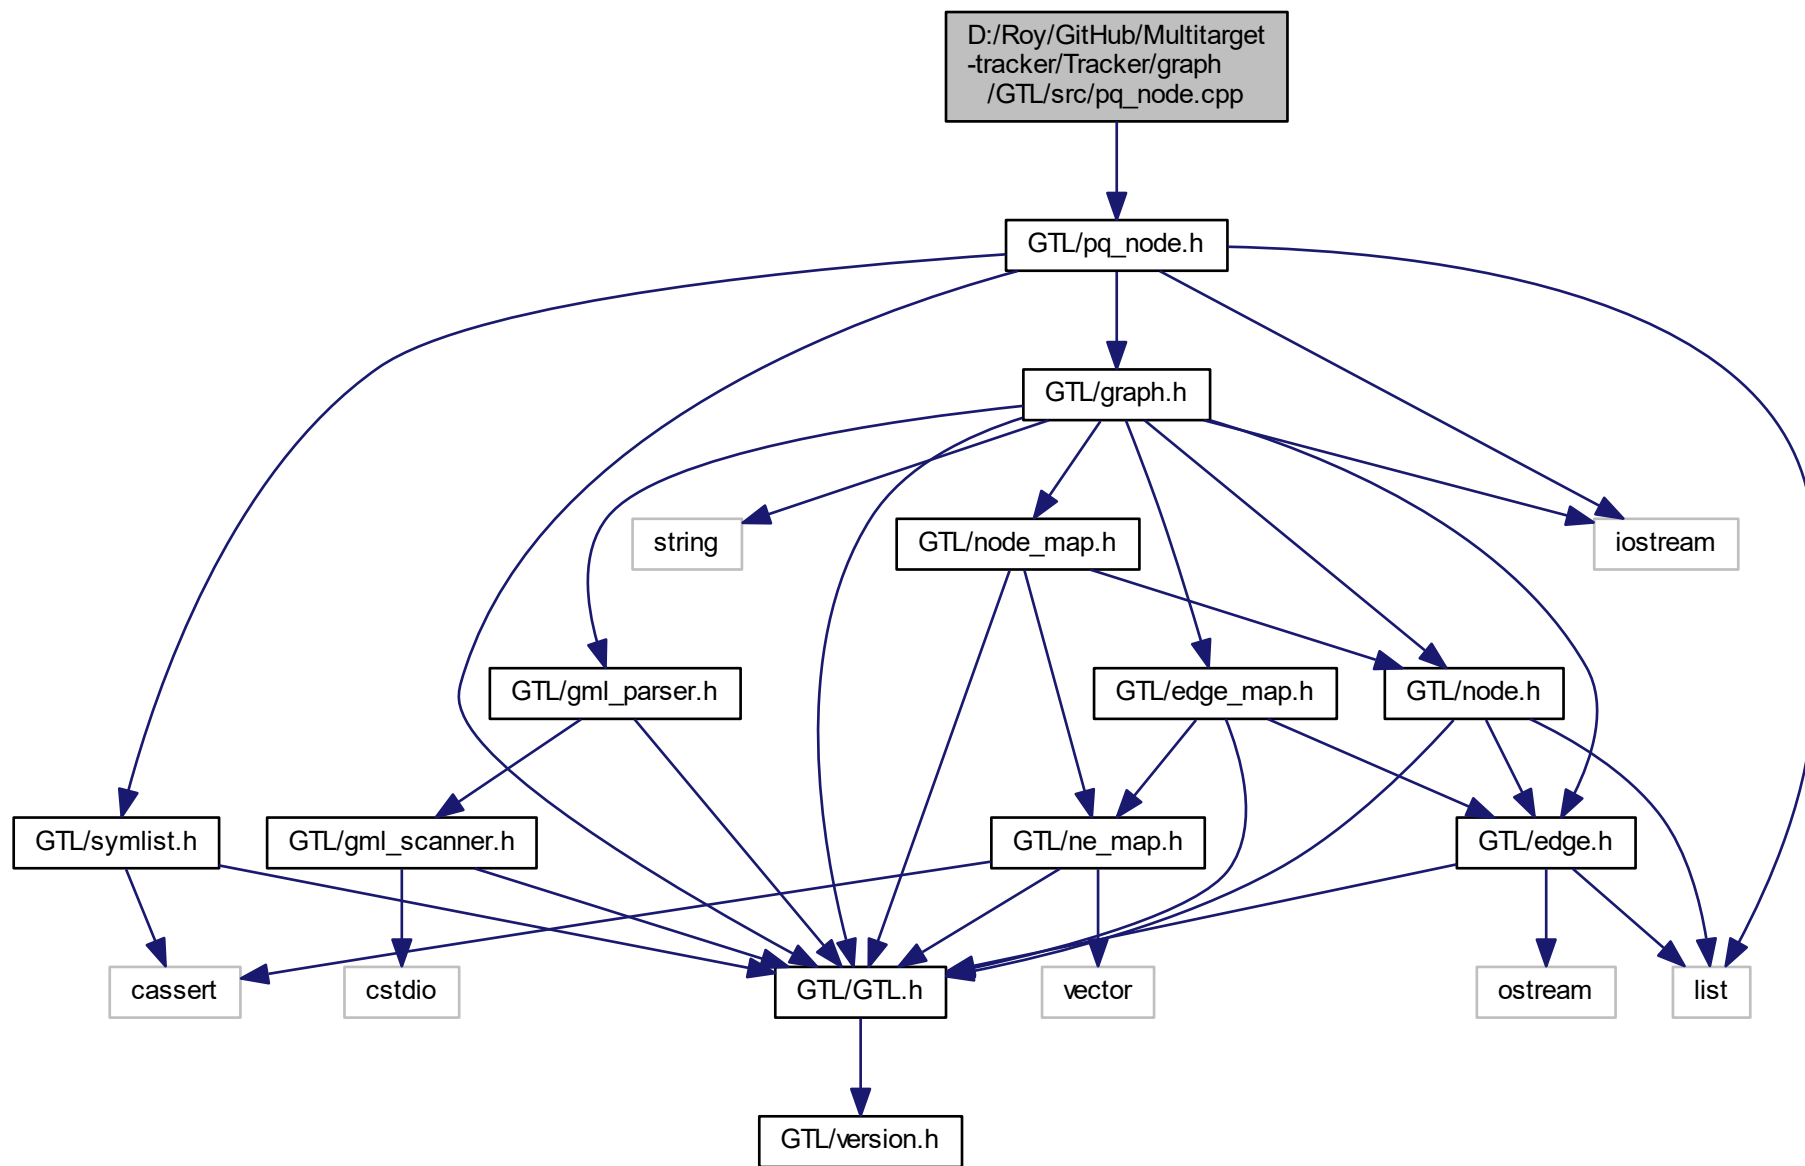 D:/Roy/GitHub/Multitarget
-tracker/Tracker/graph
/GTL/src/pq_node.cpp
GTL/pq_node.h
GTL/graph.h
string
GTL/node_map.h
iostream
GTL/gml_parser.h
GTL/edge_map.h
GTL/node.h
GTL/symlist.h
GTL/gml_scanner.h
GTL/ne_map.h
GTL/edge.h
cassert
cstdio
GTL/GTL.h
vector
ostream
list
GTL/version.h